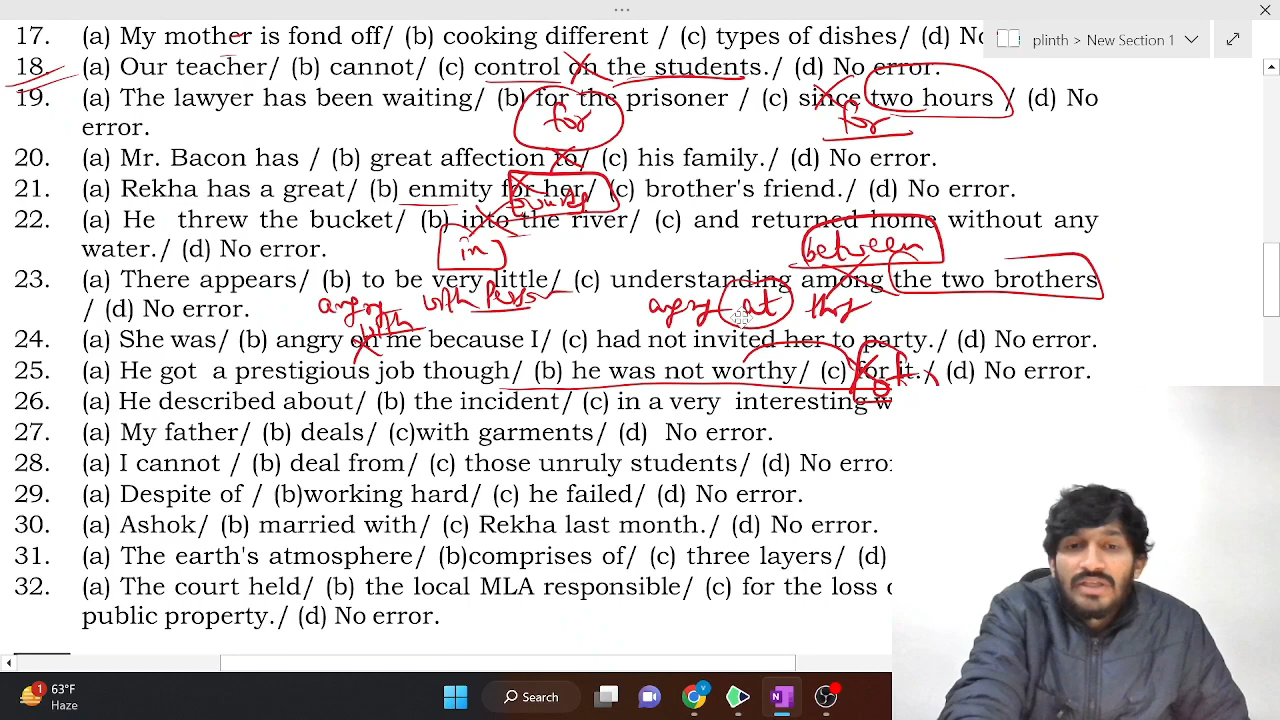 17. (a) My mother is fond off/ (b) cooking different / (c) types of dishes/ (d) No
plinth > New Section 1
18. (a) Our teacher/ (b) cannot/ (c) control on the students./ (d) No error.
19. (a) The lawyer has been waiting/ (b) for the prisoner / (c) since two hours / (d) No
error.
for
for
20. (a) Mr. Bacon has / (b) great affection to/ (c) his family./ (d) No error.
21. (a) Rekha has a great/ (b) enmity for her/ (c) brother's friend./ (d) No error.
22. (a) He threw the bucket/ (b) into the river/ (c) and returned home without any
water./ (d) No error.
in
between
23. (a) There appears/ (b) to be very little/ (c) understanding among the two brothers
/ (d) No error.
angry with Person
angry at
with
24. (a) She was/ (b) angry on me because I/ (c) had not invited her to party./ (d) No error.
25. (a) He got a prestigious job though/ (b) he was not worthy/ (c) for it./ (d) No error.
of
26. (a) He described about/ (b) the incident/ (c) in a very interesting w
27. (a) My father/ (b) deals/ (c)with garments/ (d) No error.
28. (a) I cannot / (b) deal from/ (c) those unruly students/ (d) No erro
29. (a) Despite of / (b)working hard/ (c) he failed/ (d) No error.
30. (a) Ashok/ (b) married with/ (c) Rekha last month./ (d) No error.
31. (a) The earth's atmosphere/ (b)comprises of/ (c) three layers/ (d)
32. (a) The court held/ (b) the local MLA responsible/ (c) for the loss
public property./ (d) No error.
1
63°F
Haze
Search